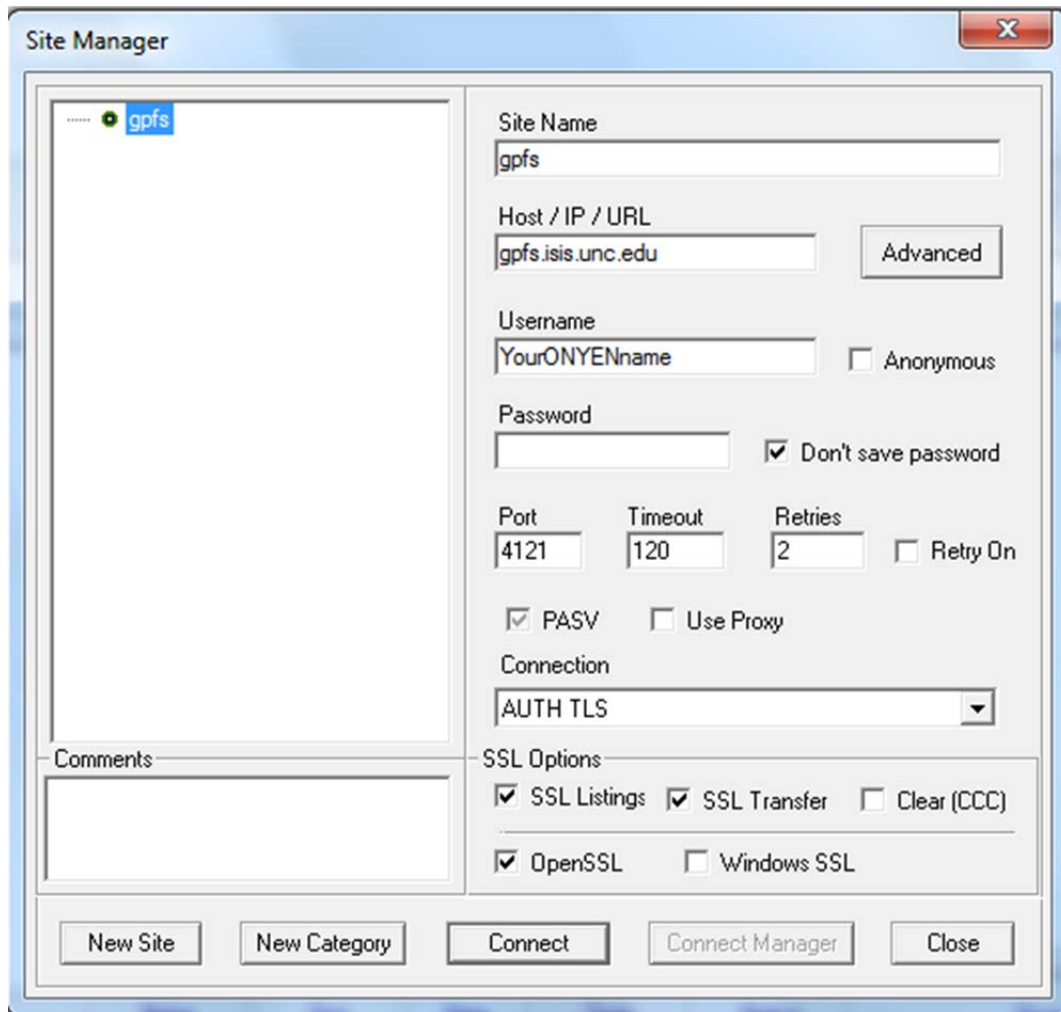 Site Manager
gpfs
Site Name
gpfs
Host / IP / URL
gpfs.isis.unc.edu
Advanced
Username
YourONYENname
Anonymous
Password
Don't save password
Port Timeout Retries
4121 120 2 Retry On
PASV Use Proxy
Connection
AUTH TLS
Comments
SSL Options
SSL Listings SSL Transfer Clear (CCC)
OpenSSL Windows SSL
New Site New Category Connect Connect Manager Close